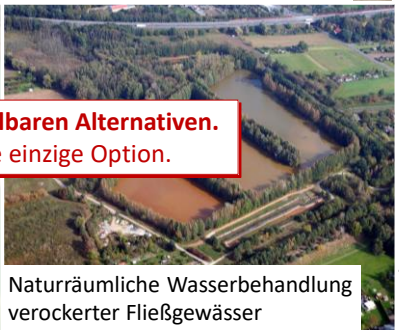 lbaren Alternativen.
e einzige Option.
Naturräumliche Wasserbehandlung
verockerter Fließgewässer